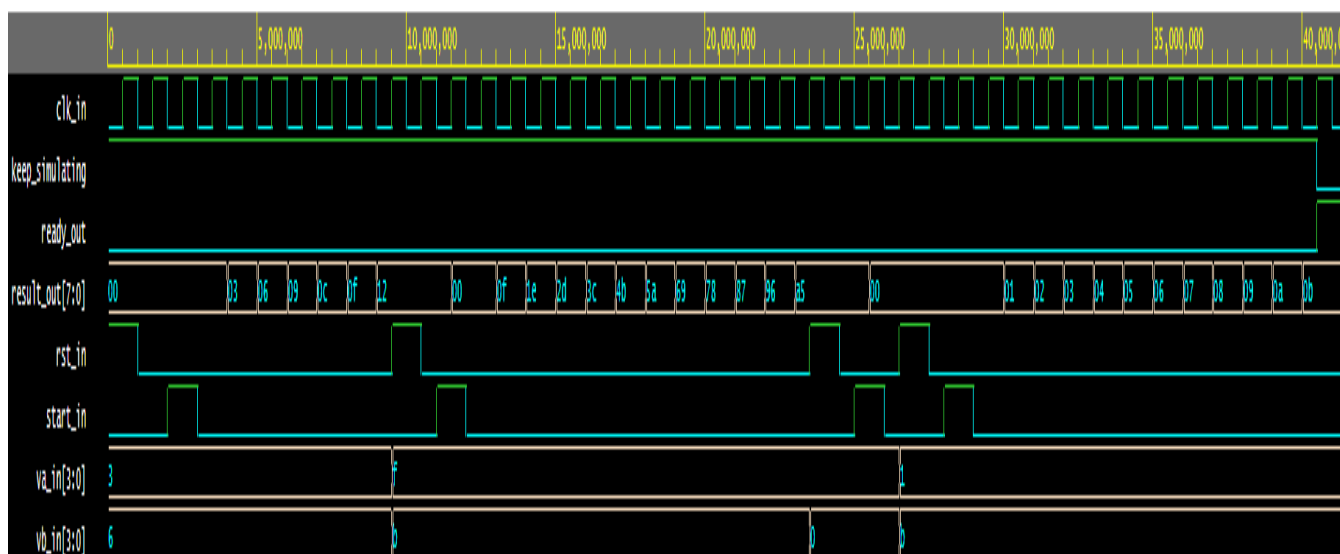 0 5,000,000 10,000,000 15,000,000 20,000,000 25,000,000 30,000,000 35,000,000 40,000,0
clk_in
keep_simulating
ready_out
result_out[7:0] 00 03 06 09 0c 0f 12 00 0f 1e 2d 3c 4b 5a 69 78 87 96 a5 00 01 02 03 04 05 06 07 08 09 0a 0b
rst_in
start_in
va_in[3:0] 3 f 1
vb_in[3:0] 6 b 0 b